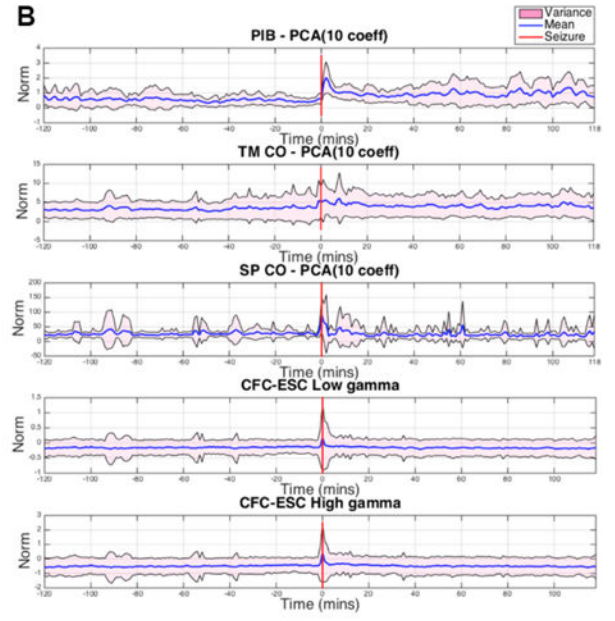 B
Variance
Mean
Seizure
PIB - PCA(10 coeff)
Norm
4
3
2
1
0
-1
-120 -100 -80 -60 -40 -20 0 20 40 60 80 100 118
Time (mins)
TM CO - PCA(10 coeff)
Norm
15
10
5
0
-5
-120 -100 -80 -60 -40 -20 0 20 40 60 80 100 118
Time (mins)
SP CO - PCA(10 coeff)
Norm
200
150
100
50
0
-50
-120 -100 -80 -60 -40 -20 0 20 40 60 80 100 118
Time (mins)
CFC-ESC Low gamma
Norm
1.5
1
0.5
0
-0.5
-1
-120 -100 -80 -60 -40 -20 0 20 40 60 80 100 118
Time (mins)
CFC-ESC High gamma
Norm
3
2
1
0
-1
-2
-120 -100 -80 -60 -40 -20 0 20 40 60 80 100 118
Time (mins)